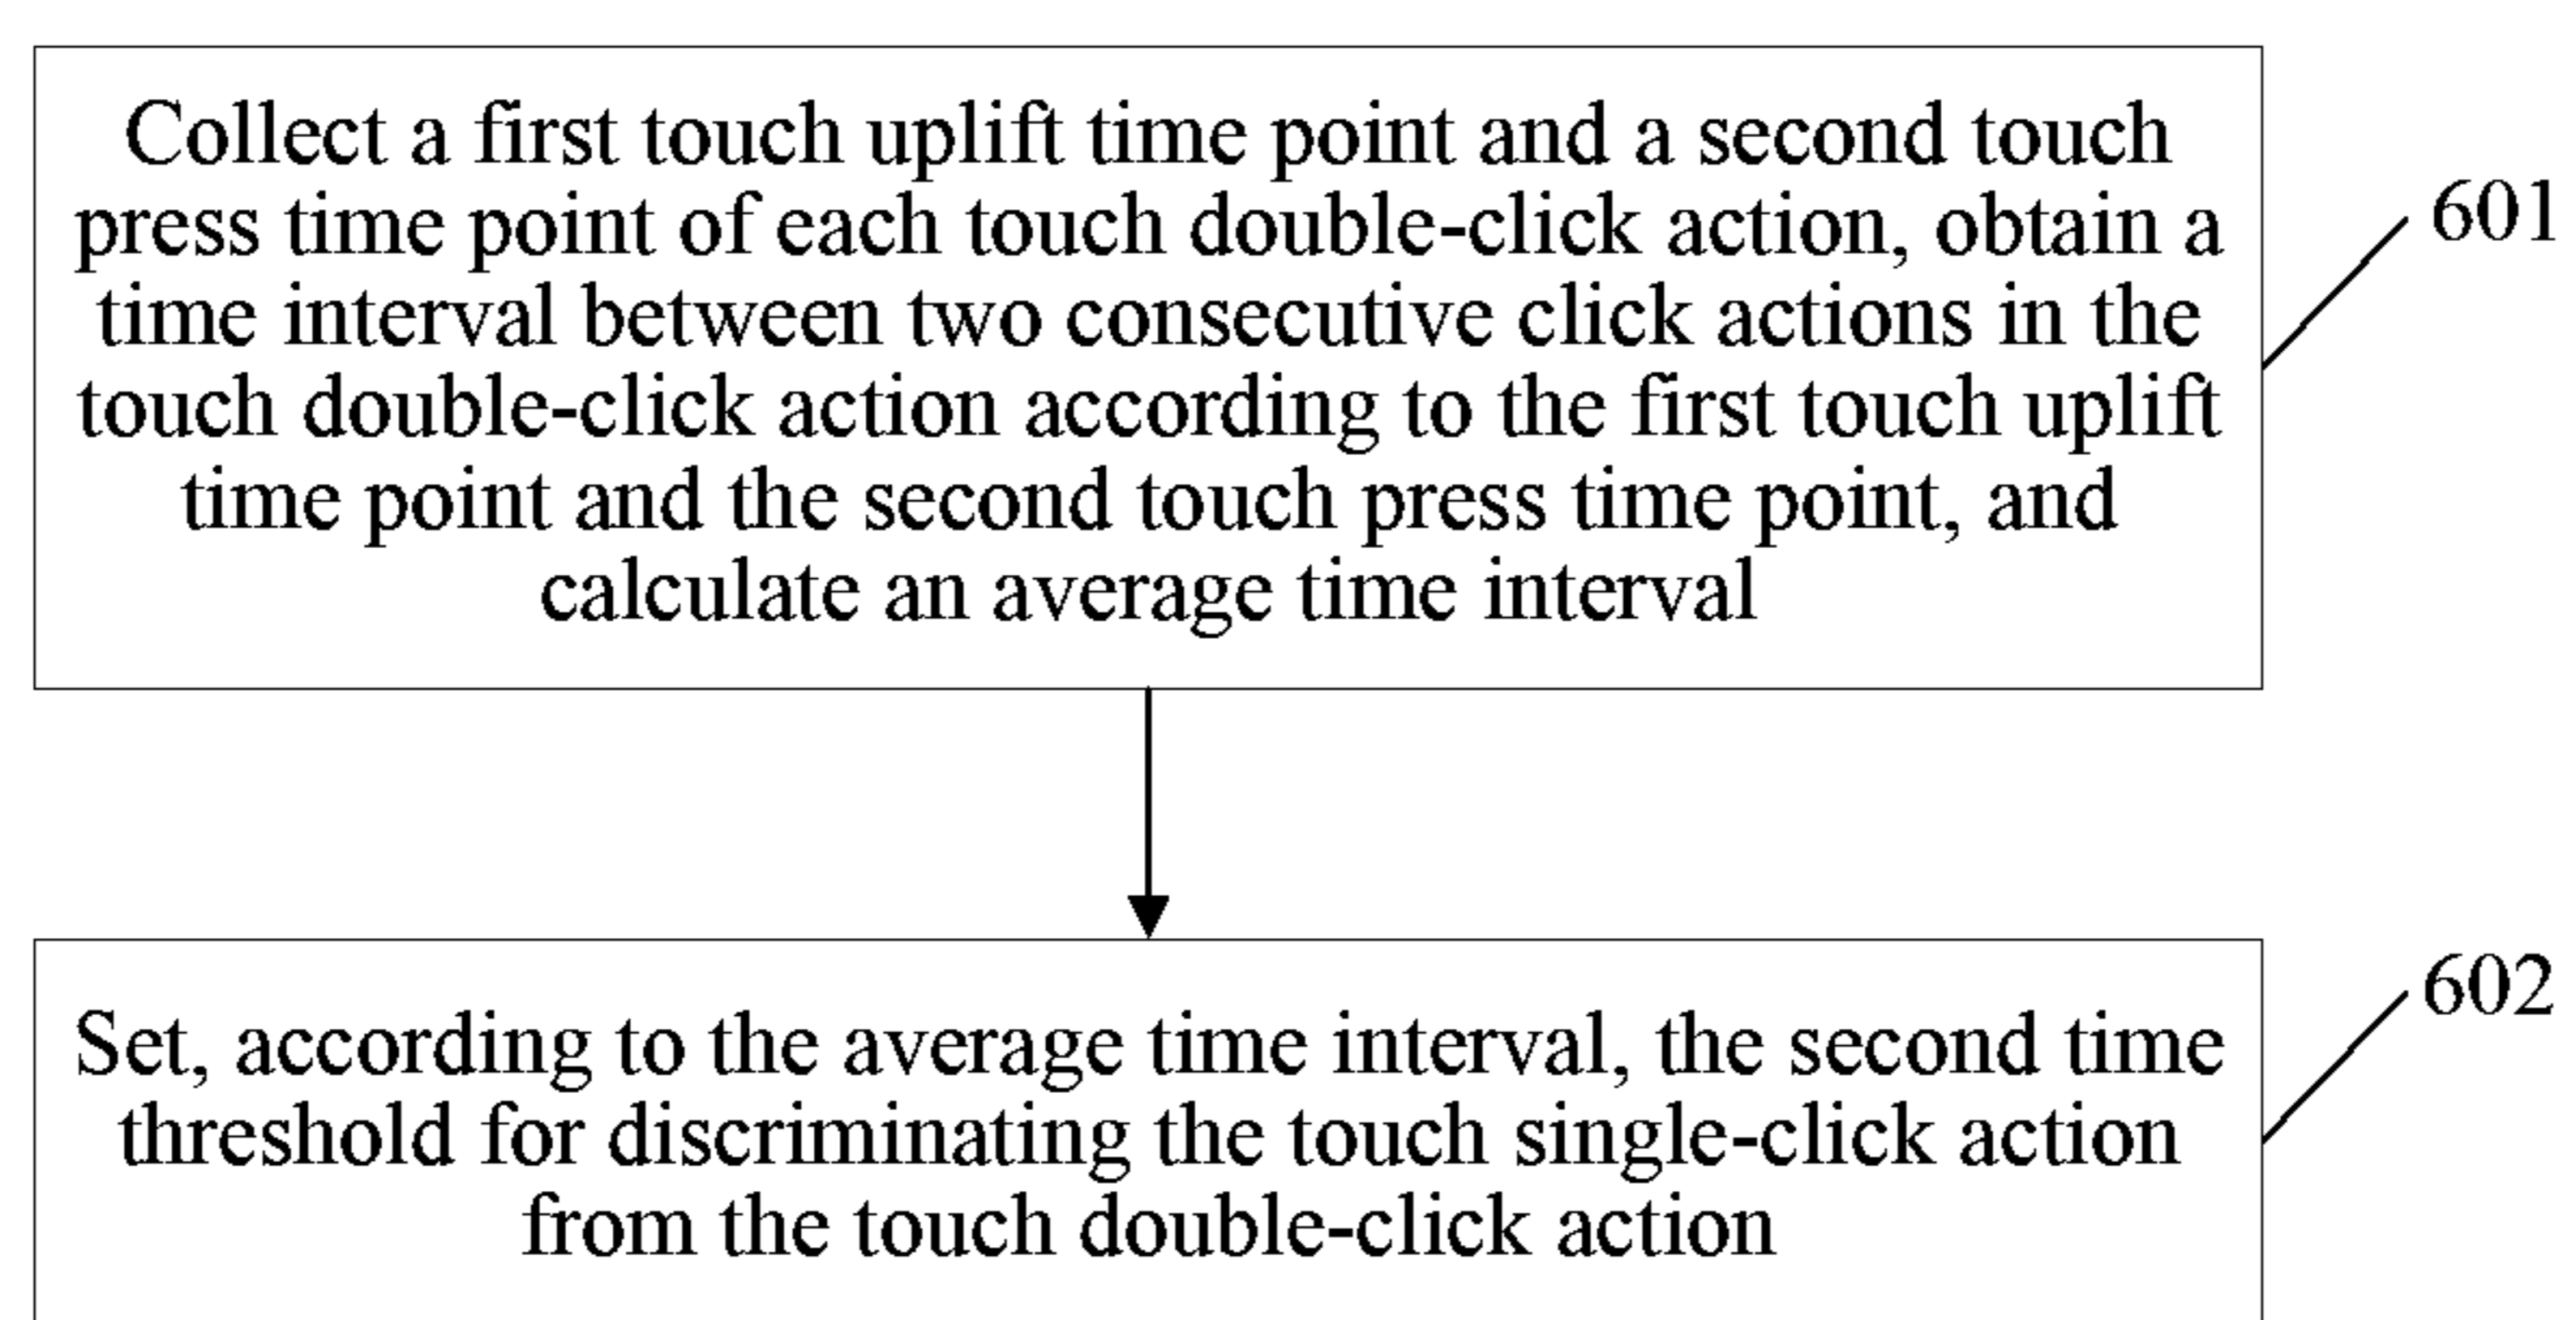 Collect a first touch uplift time point and a second touch
press time point of each touch double-click action, obtain a
time interval between two consecutive click actions in the
touch double-click action according to the first touch uplift
time point and the second touch press time point, and
calculate an average time interval
601
Set, according to the average time interval, the second time
threshold for discriminating the touch single-click action
from the touch double-click action
602